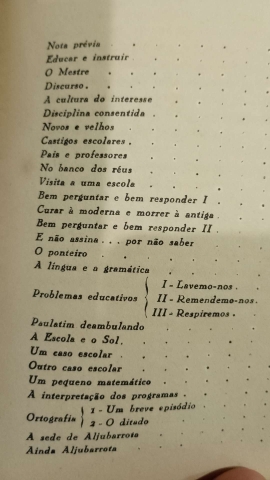 Nota prévia . . . .
Educar e instruir . . . .
O Mestre . . . . .
Discurso . . . . .
A cultura do interesse . . .
Disciplina consentida . . . .
Novos e velhos . . . .
Castigos escolares . . . .
Pais e professores . . . .
No banco dos réus . . . .
Visita a uma escola . . . .
Bem perguntar e bem responder I .
Curar à moderna e morrer à antiga .
Bem perguntar e bem responder II .
E não assina... por não saber .
O ponteiro . . . . .
A língua e a gramática . . .
I - Lavemo-nos .
Problemas educativos { II - Remendemo-nos.
III - Respiremos .
Paulatim deambulando . . .
A Escola e o Sol . . . .
Um caso escolar . . . .
Outro caso escolar . . . .
Um pequeno matemático . . .
A interpretação dos programas . .
Ortografia { 1 - Um breve episódio
2 - O ditado . .
A sede de Aljubarrota . . .
Ainda Aljubarrota . . .